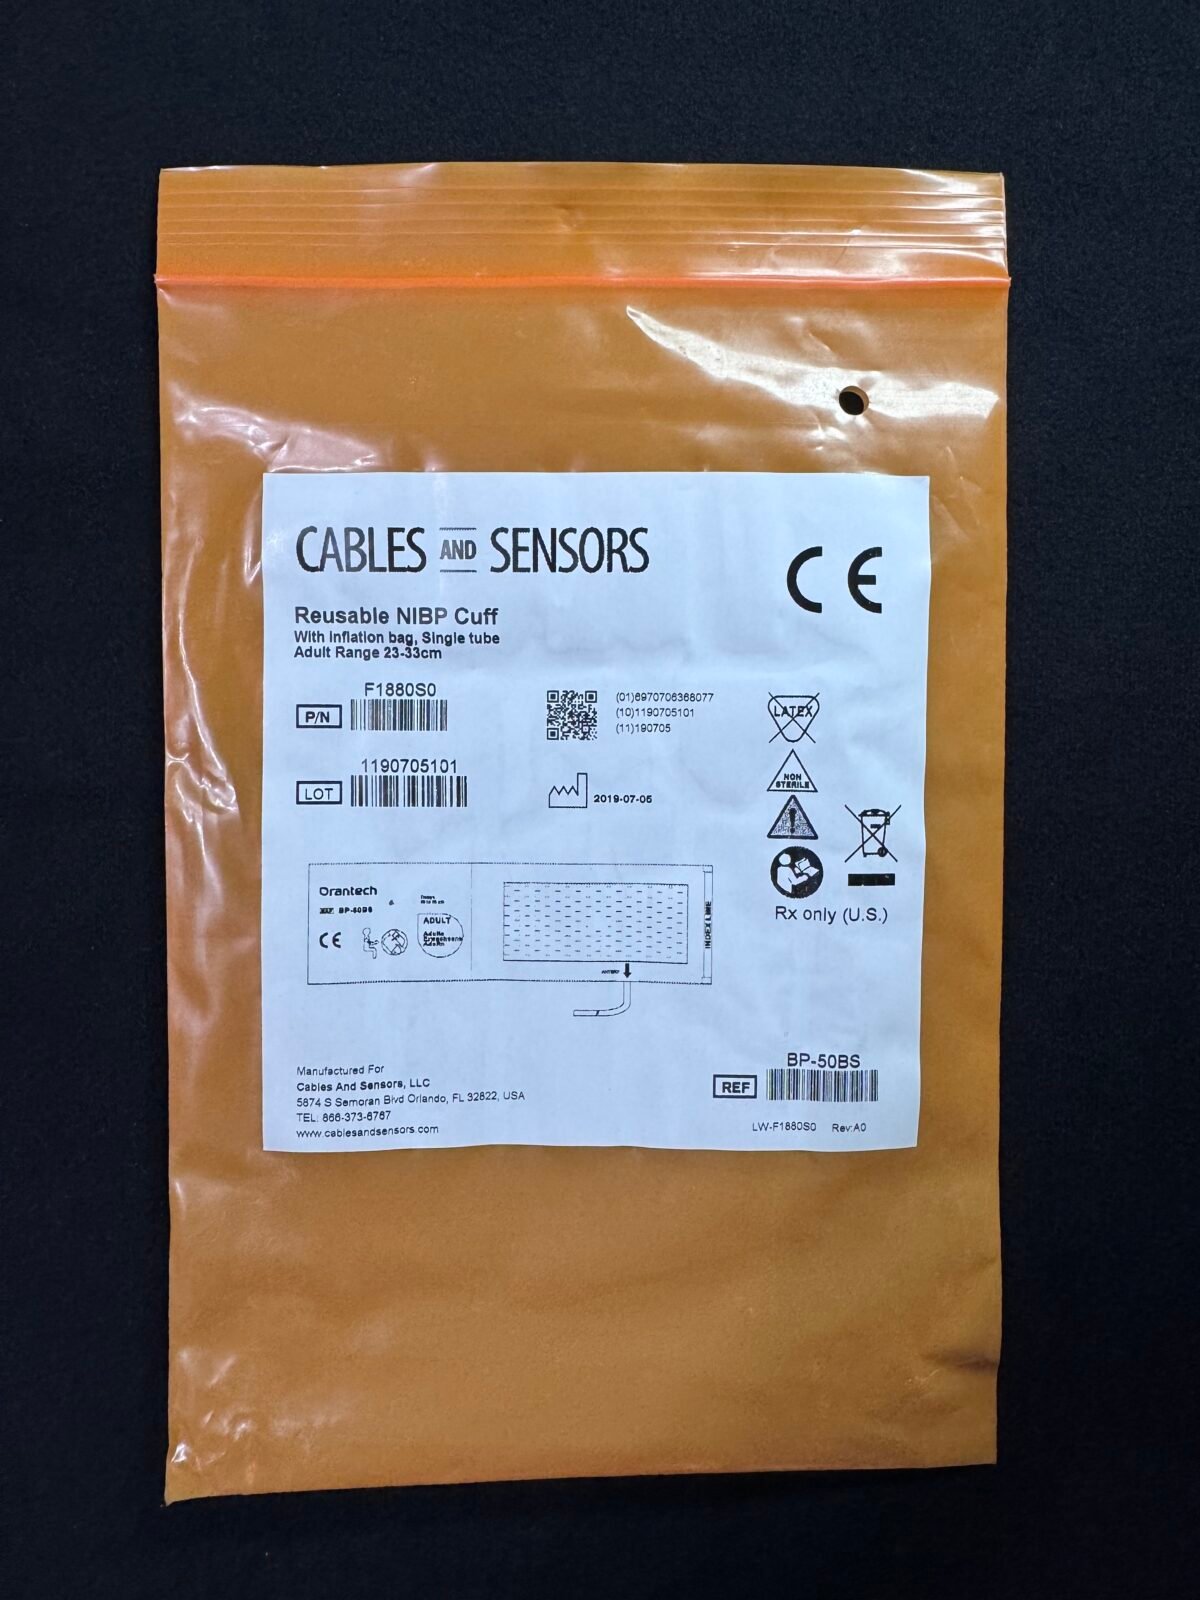 CABLES AND SENSORS
CE
Reusable NIBP Cuff
With inflation bag, Single tube
Adult Range 23-33cm
F1880S0
P/N
(01)6970706368077
(10)1190705101
(11)190705
LATEX
1190705101
LOT
2019-07-05
NON
STERILE
Rx only (U.S.)
Orantech
REF BP-50BS
CE
ADULT
INDEX LINE
ARTERY
Manufactured For
Cables And Sensors, LLC
5874 S Semoran Blvd Orlando, FL 32822, USA
TEL: 866-373-6767
www.cablesandsensors.com
BP-50BS
REF
LW-F1880S0 Rev:A0